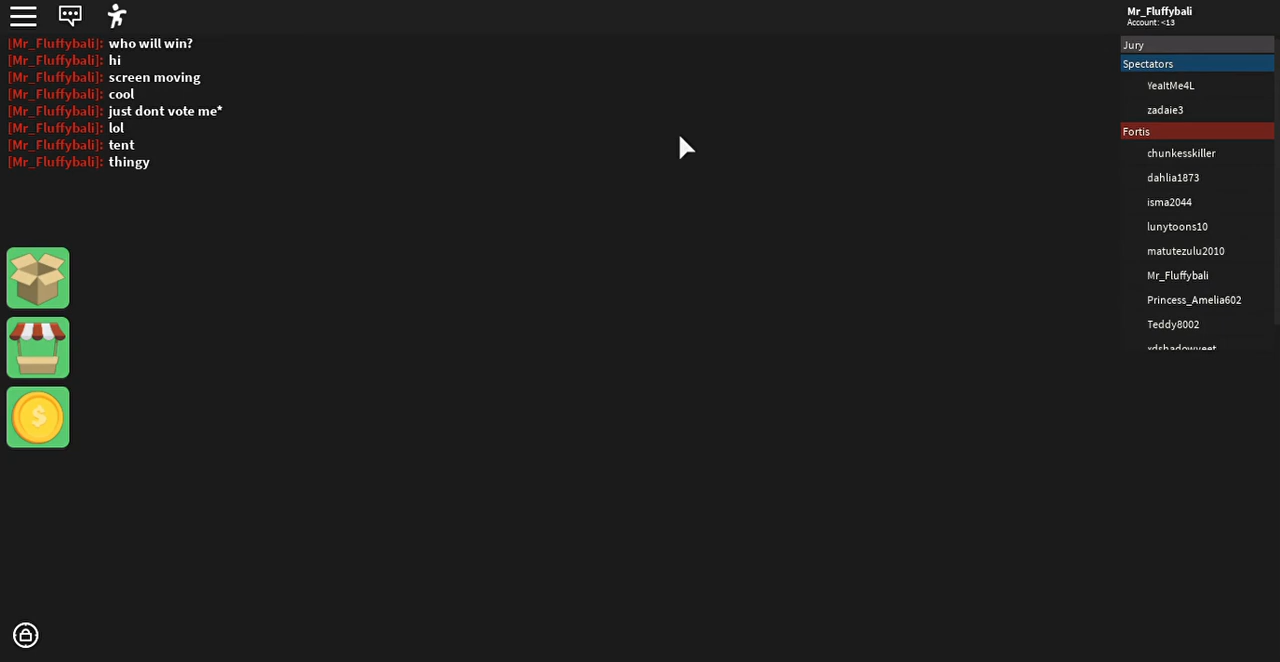 Mr_Fluffybali
Account: <13
[Mr_Fluffybali]: who will win?
[Mr_Fluffybali]: hi
[Mr_Fluffybali]: screen moving
[Mr_Fluffybali]: cool
[Mr_Fluffybali]: just dont vote me*
[Mr_Fluffybali]: lol
[Mr_Fluffybali]: tent
[Mr_Fluffybali]: thingy
Jury
Spectators
YeaItMe4L
zadaie3
Fortis
chunkesskiller
dahlia1873
isma2044
lunytoons10
matutezulu2010
Mr_Fluffybali
Princess_Amelia602
Teddy8002
xdshadowyeet
$